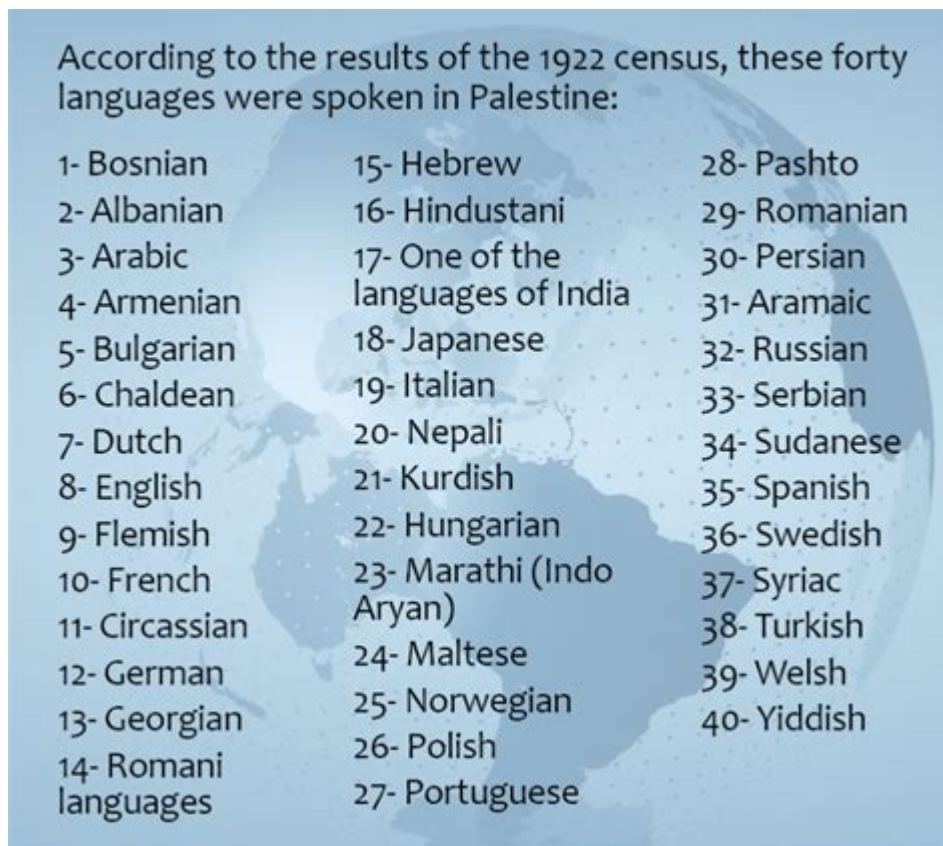 According to the results of the 1922 census, these forty
languages were spoken in Palestine:
1- Bosnian
2- Albanian
3- Arabic
4- Armenian
5- Bulgarian
6- Chaldean
7- Dutch
8- English
9- Flemish
10- French
11- Circassian
12- German
13- Georgian
14- Romani
languages
15- Hebrew
16- Hindustani
17- One of the
languages of India
18- Japanese
19- Italian
20- Nepali
21- Kurdish
22- Hungarian
23- Marathi (Indo
Aryan)
24- Maltese
25- Norwegian
26- Polish
27- Portuguese
28- Pashto
29- Romanian
30- Persian
31- Aramaic
32- Russian
33- Serbian
34- Sudanese
35- Spanish
36- Swedish
37- Syriac
38- Turkish
39- Welsh
40- Yiddish